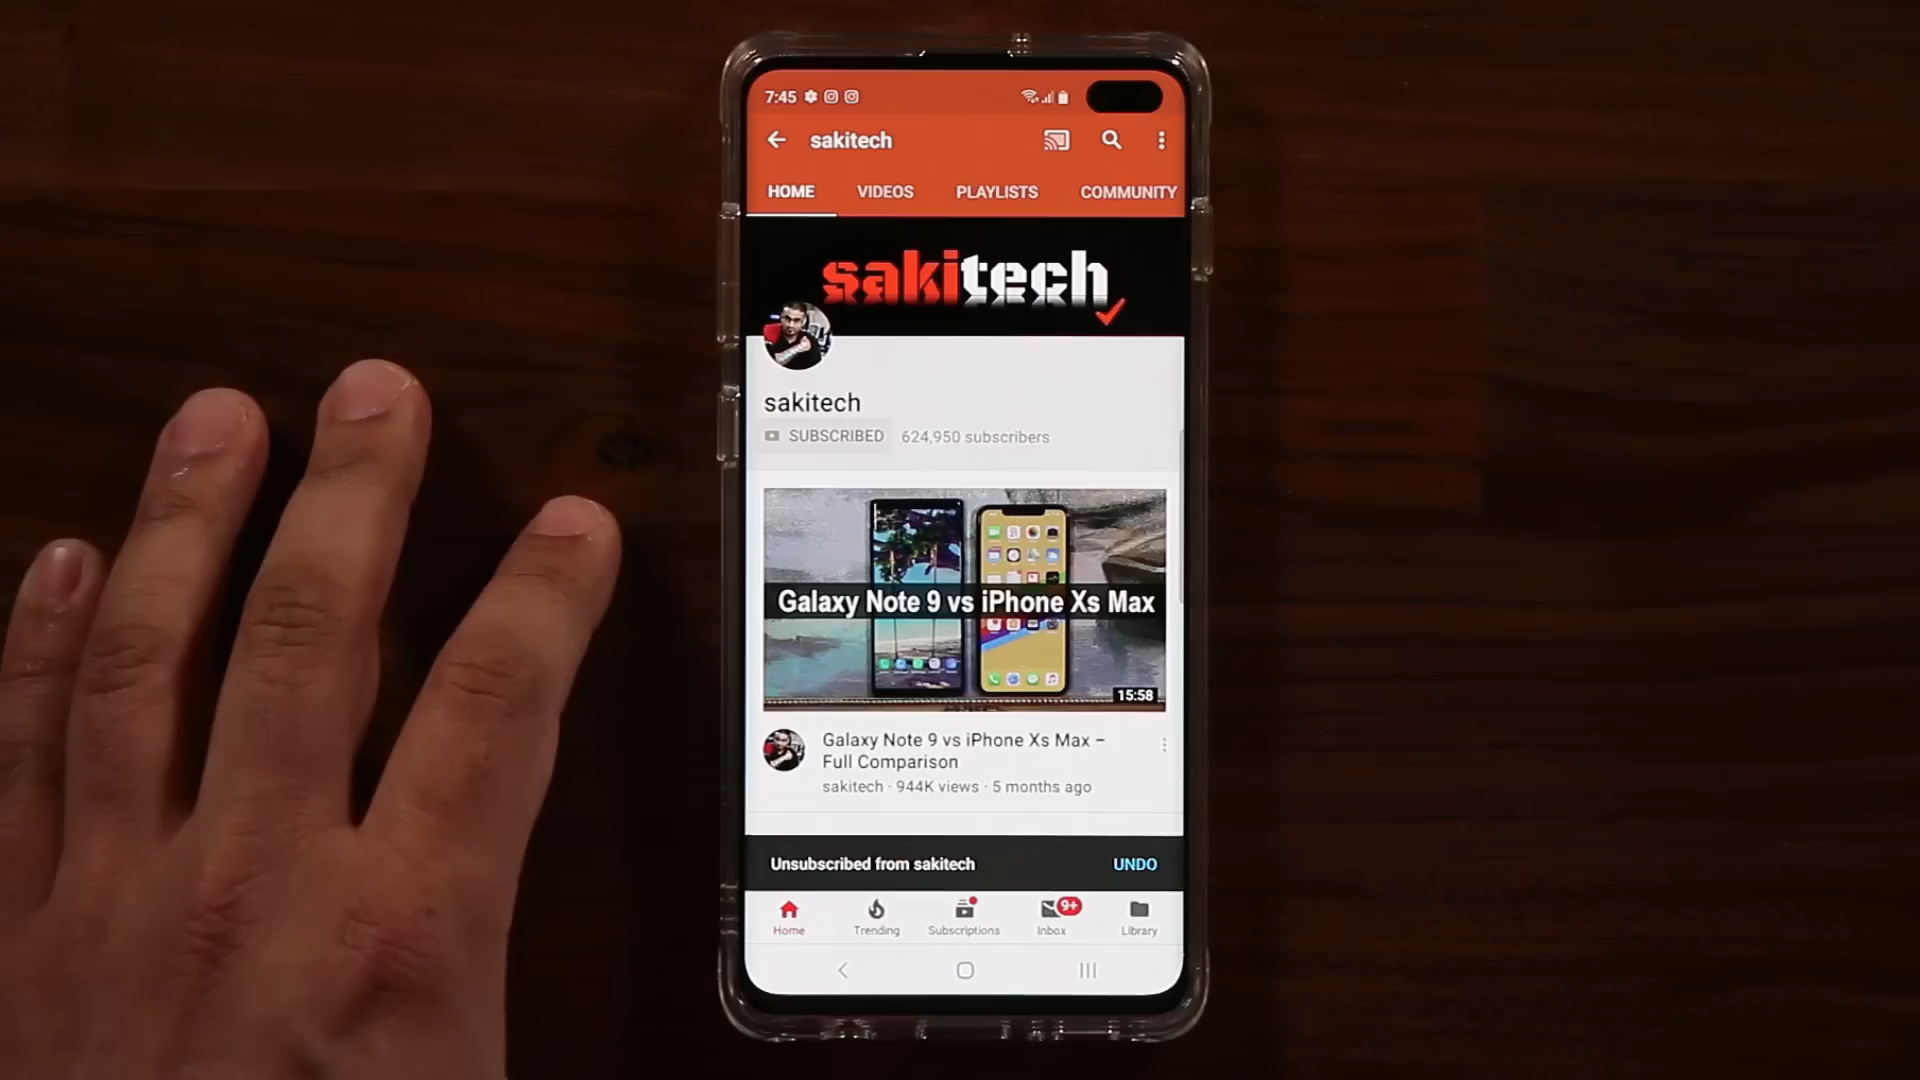 7:45
sakitech
HOME VIDEOS PLAYLISTS COMMUNITY
sakitech
sakitech
SUBSCRIBED 624,950 subscribers
Galaxy Note 9 vs iPhone Xs Max
15:58
Galaxy Note 9 vs iPhone Xs Max –
Full Comparison
sakitech · 944K views · 5 months ago
Unsubscribed from sakitech UNDO
9+
Home Trending Subscriptions Inbox Library